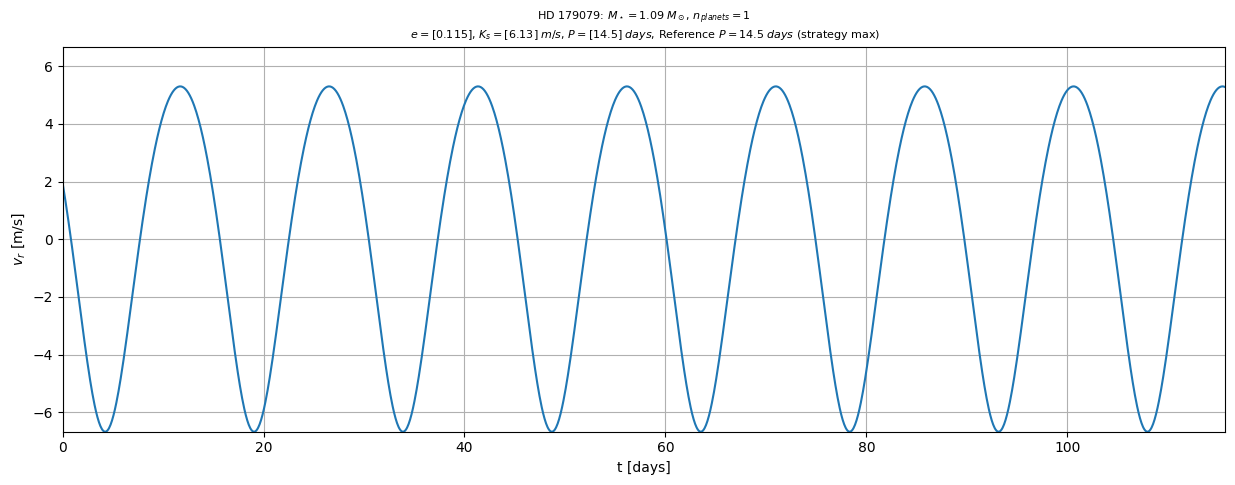 HD 179079: $M_\star = 1.09\ M_\odot$, $n_{planets} = 1$
$e = [0.115]$, $K_s = [6.13]\ m/s$, $P = [14.5]\ days$, Reference $P = 14.5\ days$ (strategy max)
6
4
2
0
−2
−4
−6
$v_r$ [m/s]
0 20 40 60 80 100
t [days]